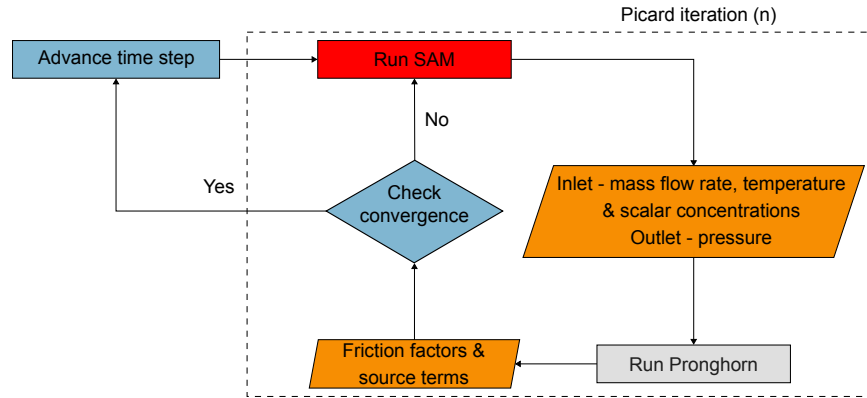 Picard iteration (n)
Advance time step
Run SAM
No
Yes
Check
convergence
Inlet - mass flow rate, temperature
& scalar concentrations
Outlet - pressure
Friction factors &
source terms
Run Pronghorn